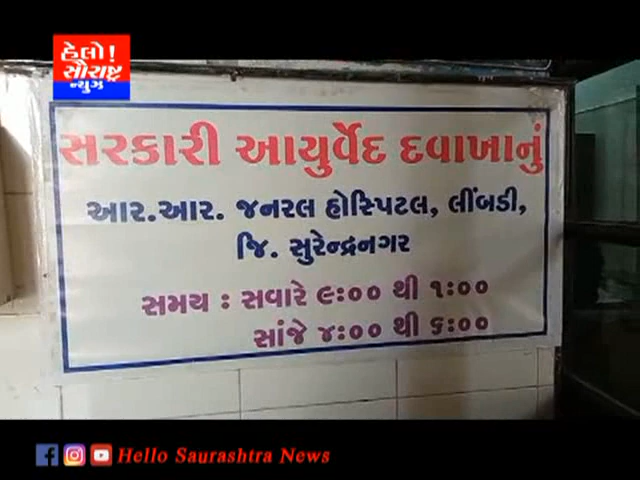 હેલો !
સૌરાષ્ટ્ર
ન્યુઝ
સરકારી આયુર્વેદ દવાખાનું
આર.આર. જનરલ હોસ્પિટલ, લીંબડી,
જિ. સુરેન્દ્રનગર
સમય : સવારે ૯:૦૦ થી ૧:૦૦
સાંજે ૪:૦૦ થી ૬:૦૦
Hello Saurashtra News